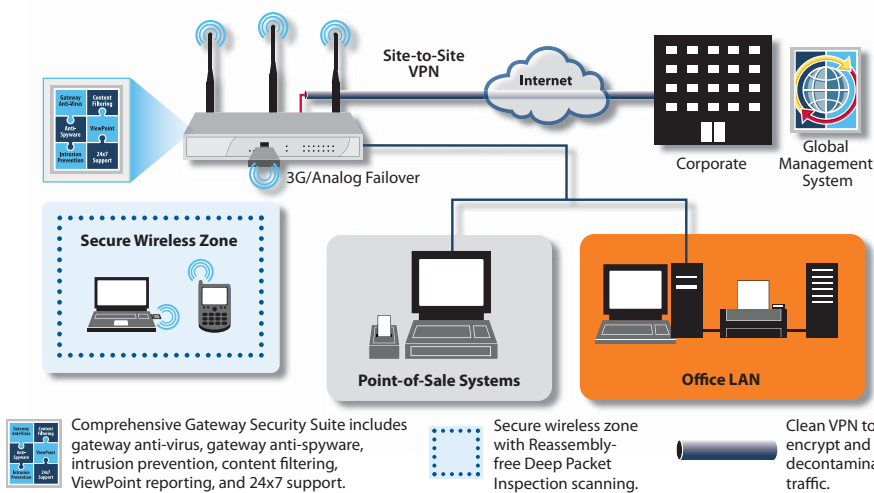 Site-to-Site
VPN
Internet
Gateway
Anti-Virus
Content
Filtering
Anti-
Spyware
ViewPoint
Intrusion
Prevention
24x7
Support
3G/Analog Failover
Corporate
Global
Management
System
Secure Wireless Zone
Point-of-Sale Systems
Office LAN
Gateway
Anti-Virus
Content
Filtering
Anti-
Spyware
ViewPoint
Intrusion
Prevention
24x7
Support
Comprehensive Gateway Security Suite includes
gateway anti-virus, gateway anti-spyware,
intrusion prevention, content filtering,
ViewPoint reporting, and 24x7 support.
Secure wireless zone
with Reassembly-
free Deep Packet
Inspection scanning.
Clean VPN to
encrypt and
decontamina
traffic.